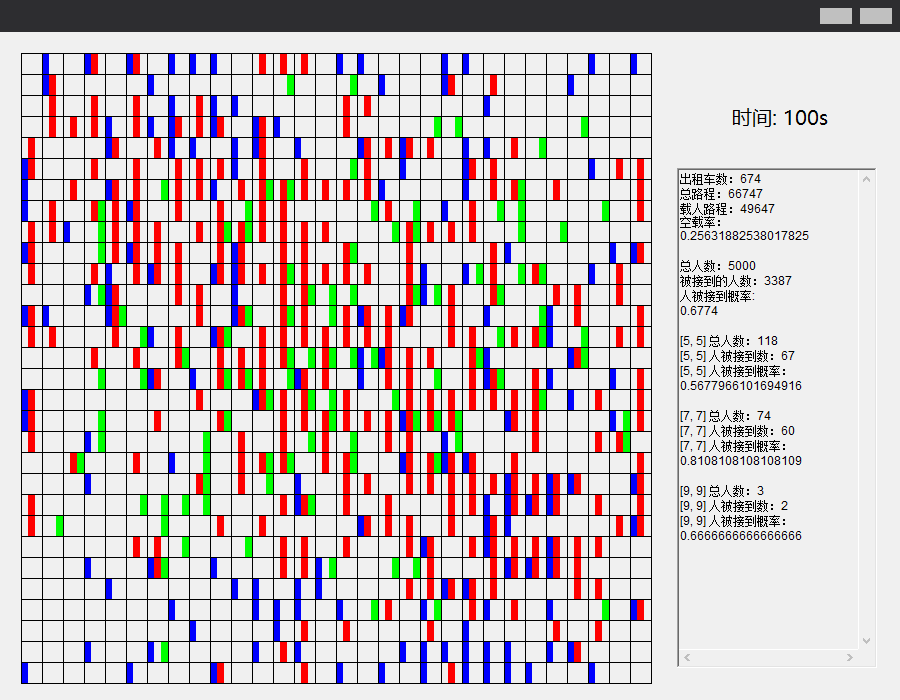 时间: 100s
出租车数：674
总路程：66747
载人路程：49647
空载率：
0.25631882538017825
总人数：5000
被接到的人数：3387
人被接到概率:
0.6774
[5, 5] 总人数：118
[5, 5] 人被接到数：67
[5, 5] 人被接到概率：
0.5677966101694916
[7, 7] 总人数：74
[7, 7] 人被接到数：60
[7, 7] 人被接到概率：
0.8108108108108109
[9, 9] 总人数：3
[9, 9] 人被接到数：2
[9, 9] 人被接到概率：
0.6666666666666666